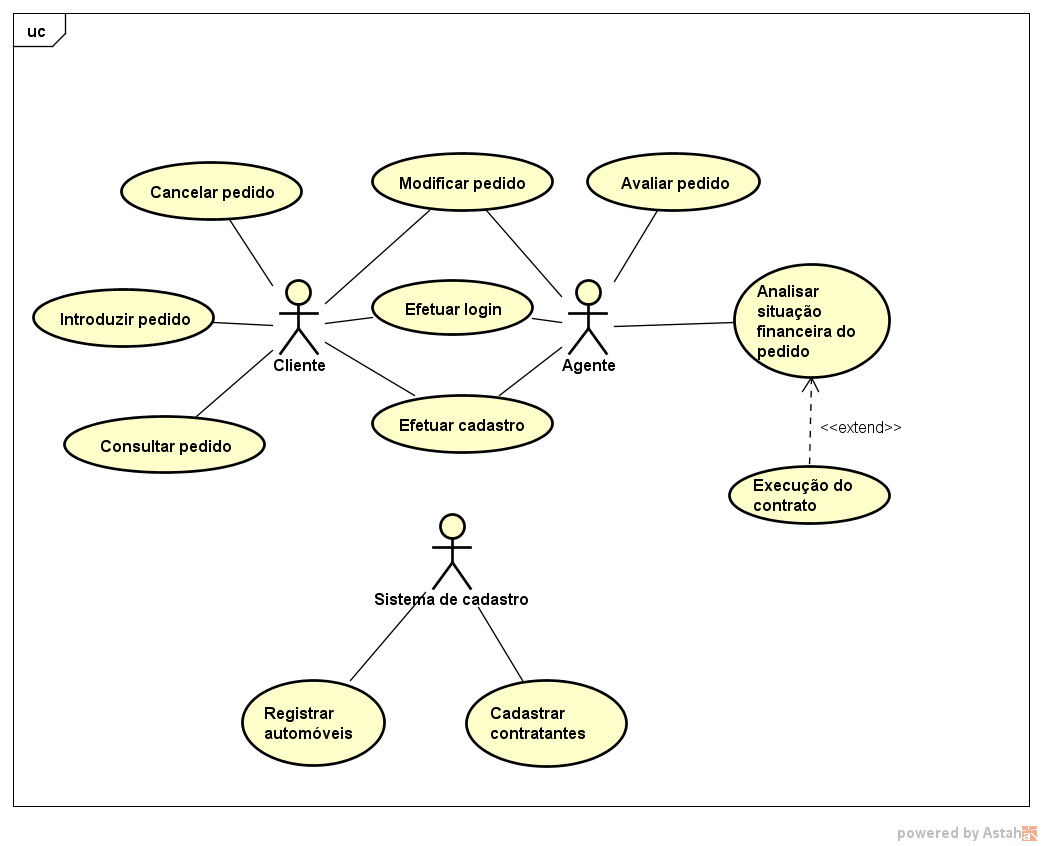 uc
Cancelar pedido
Modificar pedido
Avaliar pedido
Introduzir pedido
Efetuar login
Analisar
situação
financeira do
pedido
Cliente
Agente
Efetuar cadastro
<<extend>>
Consultar pedido
Execução do
contrato
Sistema de cadastro
Registrar
automóveis
Cadastrar
contratantes
powered by Astah